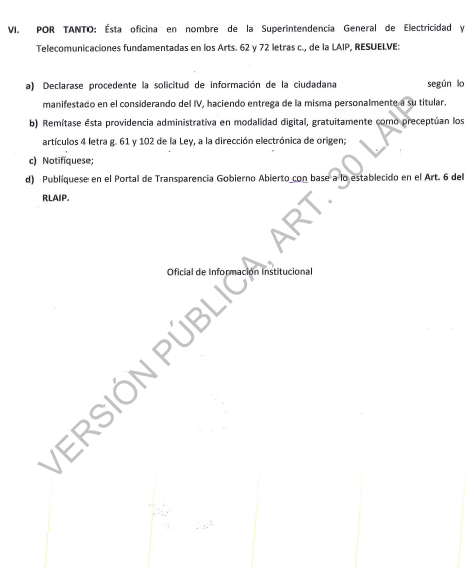 VI. POR TANTO: Ésta oficina en nombre de la Superintendencia General de Electricidad y
Telecomunicaciones fundamentadas en los Arts. 62 y 72 letras c., de la LAIP, RESUELVE:
a) Declarase procedente la solicitud de información de la ciudadana según lo
manifestado en el considerando del IV, haciendo entrega de la misma personalmente a su titular.
b) Remítase ésta providencia administrativa en modalidad digital, gratuitamente como preceptúan los
artículos 4 letra g. 61 y 102 de la Ley, a la dirección electrónica de origen;
c) Notifíquese;
d) Publíquese en el Portal de Transparencia Gobierno Abierto con base a lo establecido en el Art. 6 del
RLAIP.
Oficial de Información Institucional
VERSIÓN PÚBLICA, ART. 30 LAIP